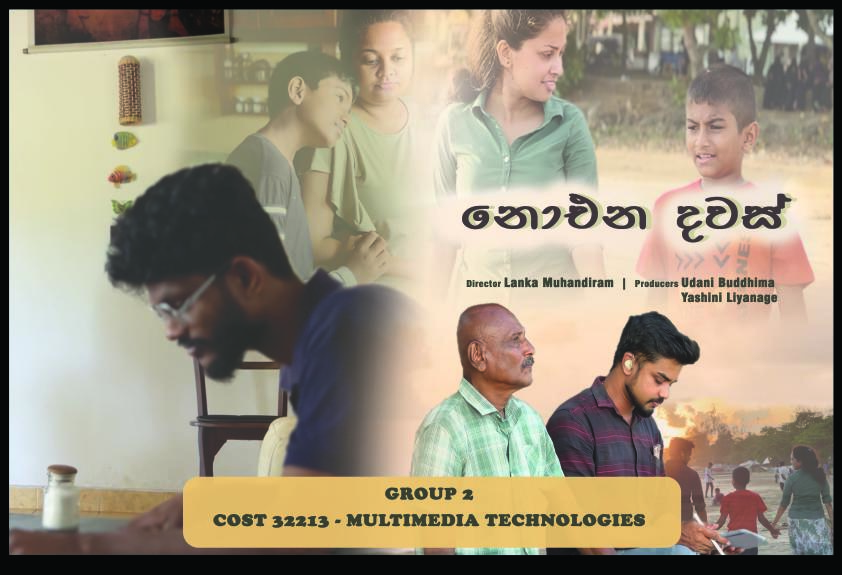 නොඑන දවස්
Director Lanka Muhandiram | Producers Udani Buddhima
Yashini Liyanage
GROUP 2
COST 32213 - MULTIMEDIA TECHNOLOGIES